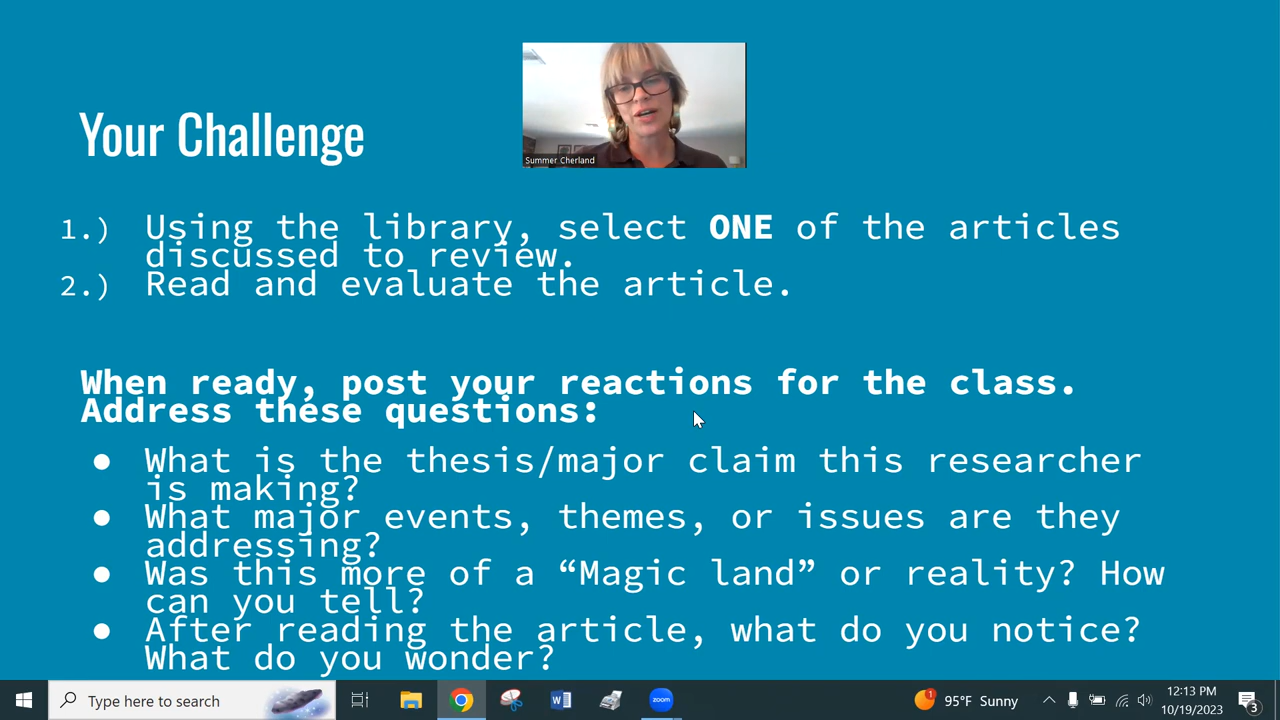 Summer Cherland
Your Challenge
1.) Using the library, select ONE of the articles
discussed to review.
2.) Read and evaluate the article.
When ready, post your reactions for the class.
Address these questions:
● What is the thesis/major claim this researcher
is making?
● What major events, themes, or issues are they
addressing?
● Was this more of a “Magic land” or reality? How
can you tell?
● After reading the article, what do you notice?
What do you wonder?
Type here to search
zoom
1
95°F Sunny
12:13 PM
10/19/2023
3